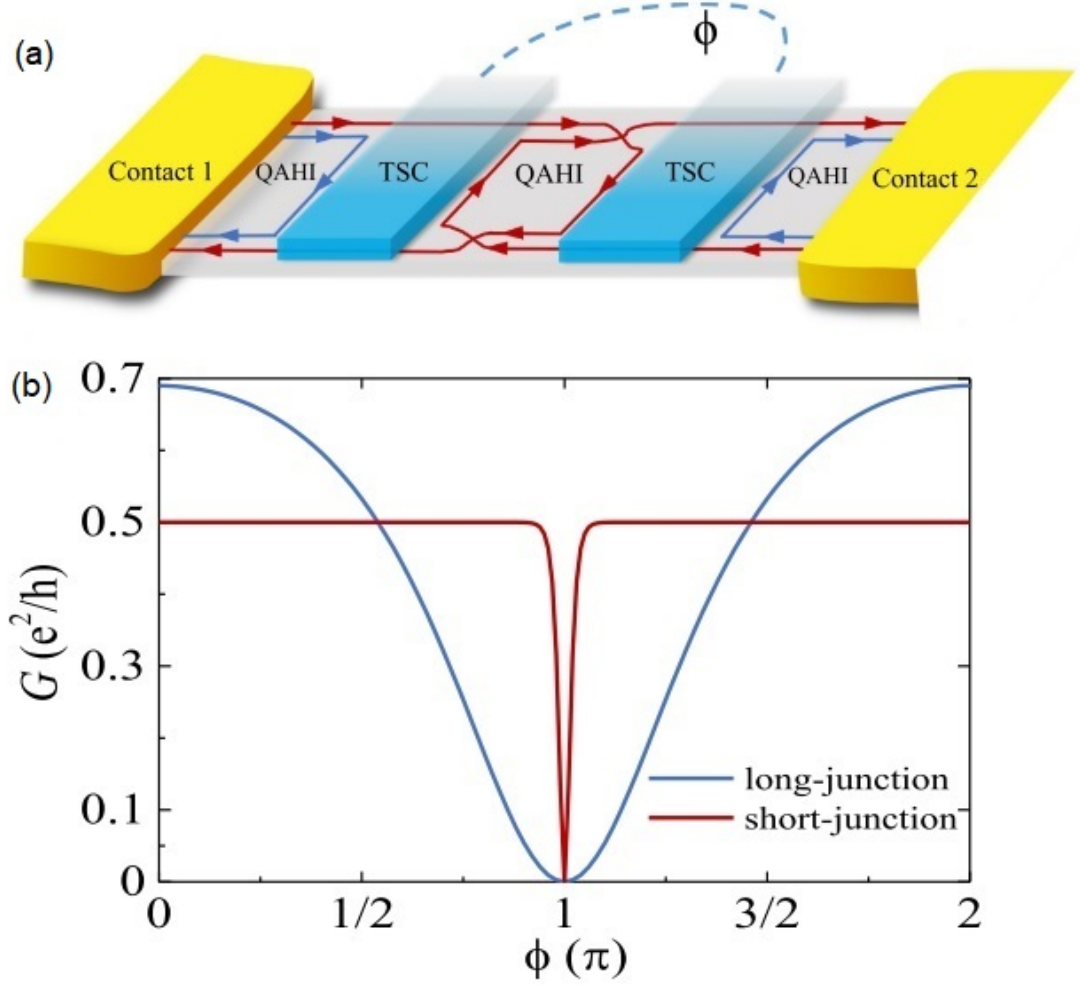 (a)
ϕ
Contact 1
QAHI
TSC
QAHI
TSC
QAHI
Contact 2
(b)
0.7
0.5
0.3
0.1
0
G (e²/h)
long-junction
short-junction
0
1/2
1
3/2
2
ϕ (π)